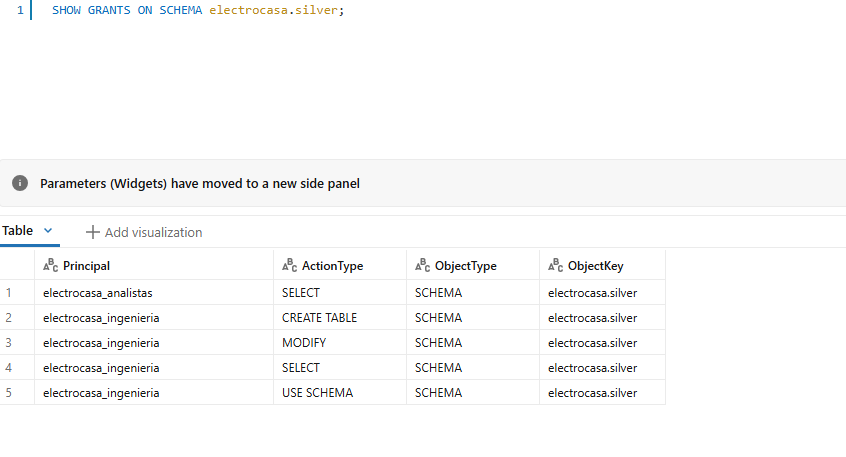 1 SHOW GRANTS ON SCHEMA electrocasa.silver;
Parameters (Widgets) have moved to a new side panel
Table + Add visualization
Principal ActionType ObjectType ObjectKey
1 electrocasa_analistas SELECT SCHEMA electrocasa.silver
2 electrocasa_ingenieria CREATE TABLE SCHEMA electrocasa.silver
3 electrocasa_ingenieria MODIFY SCHEMA electrocasa.silver
4 electrocasa_ingenieria SELECT SCHEMA electrocasa.silver
5 electrocasa_ingenieria USE SCHEMA SCHEMA electrocasa.silver